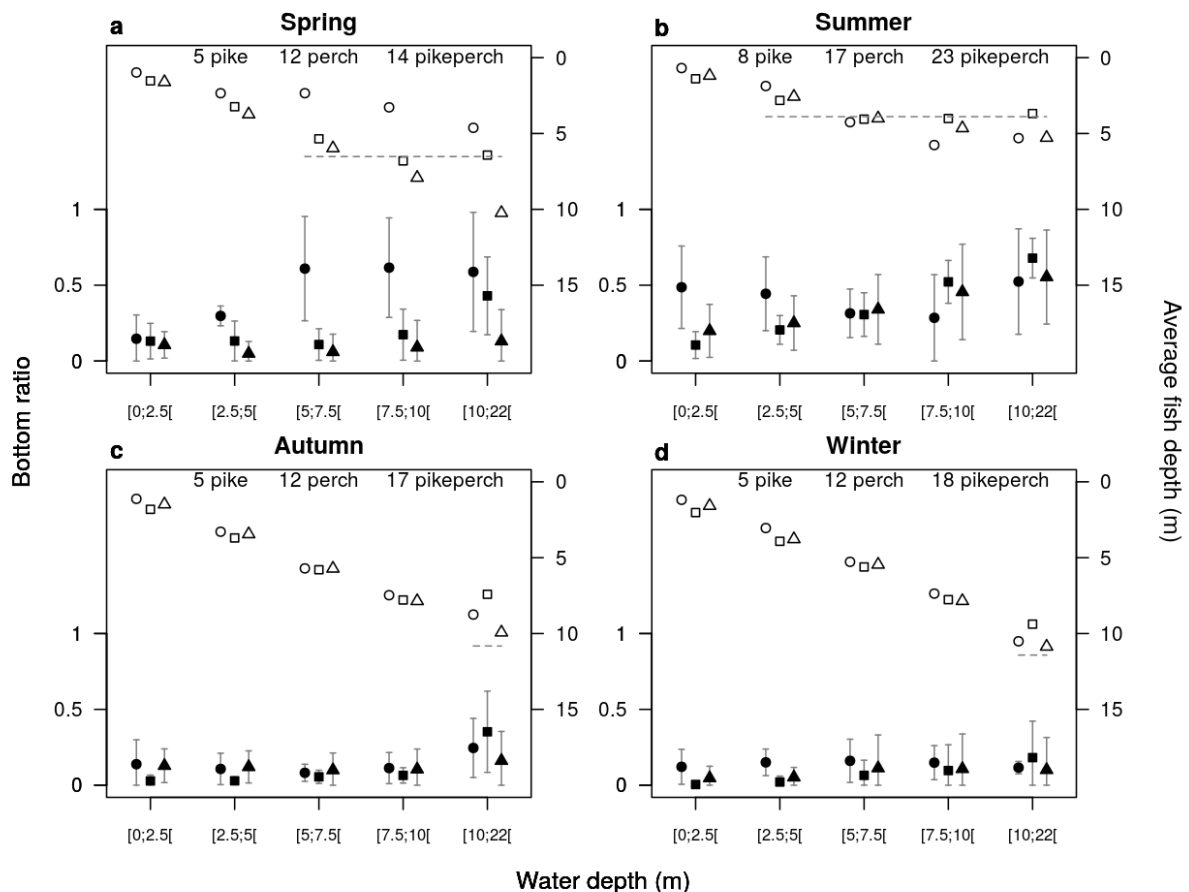 a Spring
5 pike 12 perch 14 pikeperch
0
5
10
15
1
0.5
0
[0;2.5[ [2.5;5[ [5;7.5[ [7.5;10[ [10;22[
b Summer
8 pike 17 perch 23 pikeperch
0
5
10
15
1
0.5
0
[0;2.5[ [2.5;5[ [5;7.5[ [7.5;10[ [10;22[
c Autumn
5 pike 12 perch 17 pikeperch
0
5
10
15
1
0.5
0
[0;2.5[ [2.5;5[ [5;7.5[ [7.5;10[ [10;22[
d Winter
5 pike 12 perch 18 pikeperch
0
5
10
15
1
0.5
0
[0;2.5[ [2.5;5[ [5;7.5[ [7.5;10[ [10;22[
Bottom ratio
Average fish depth (m)
Water depth (m)